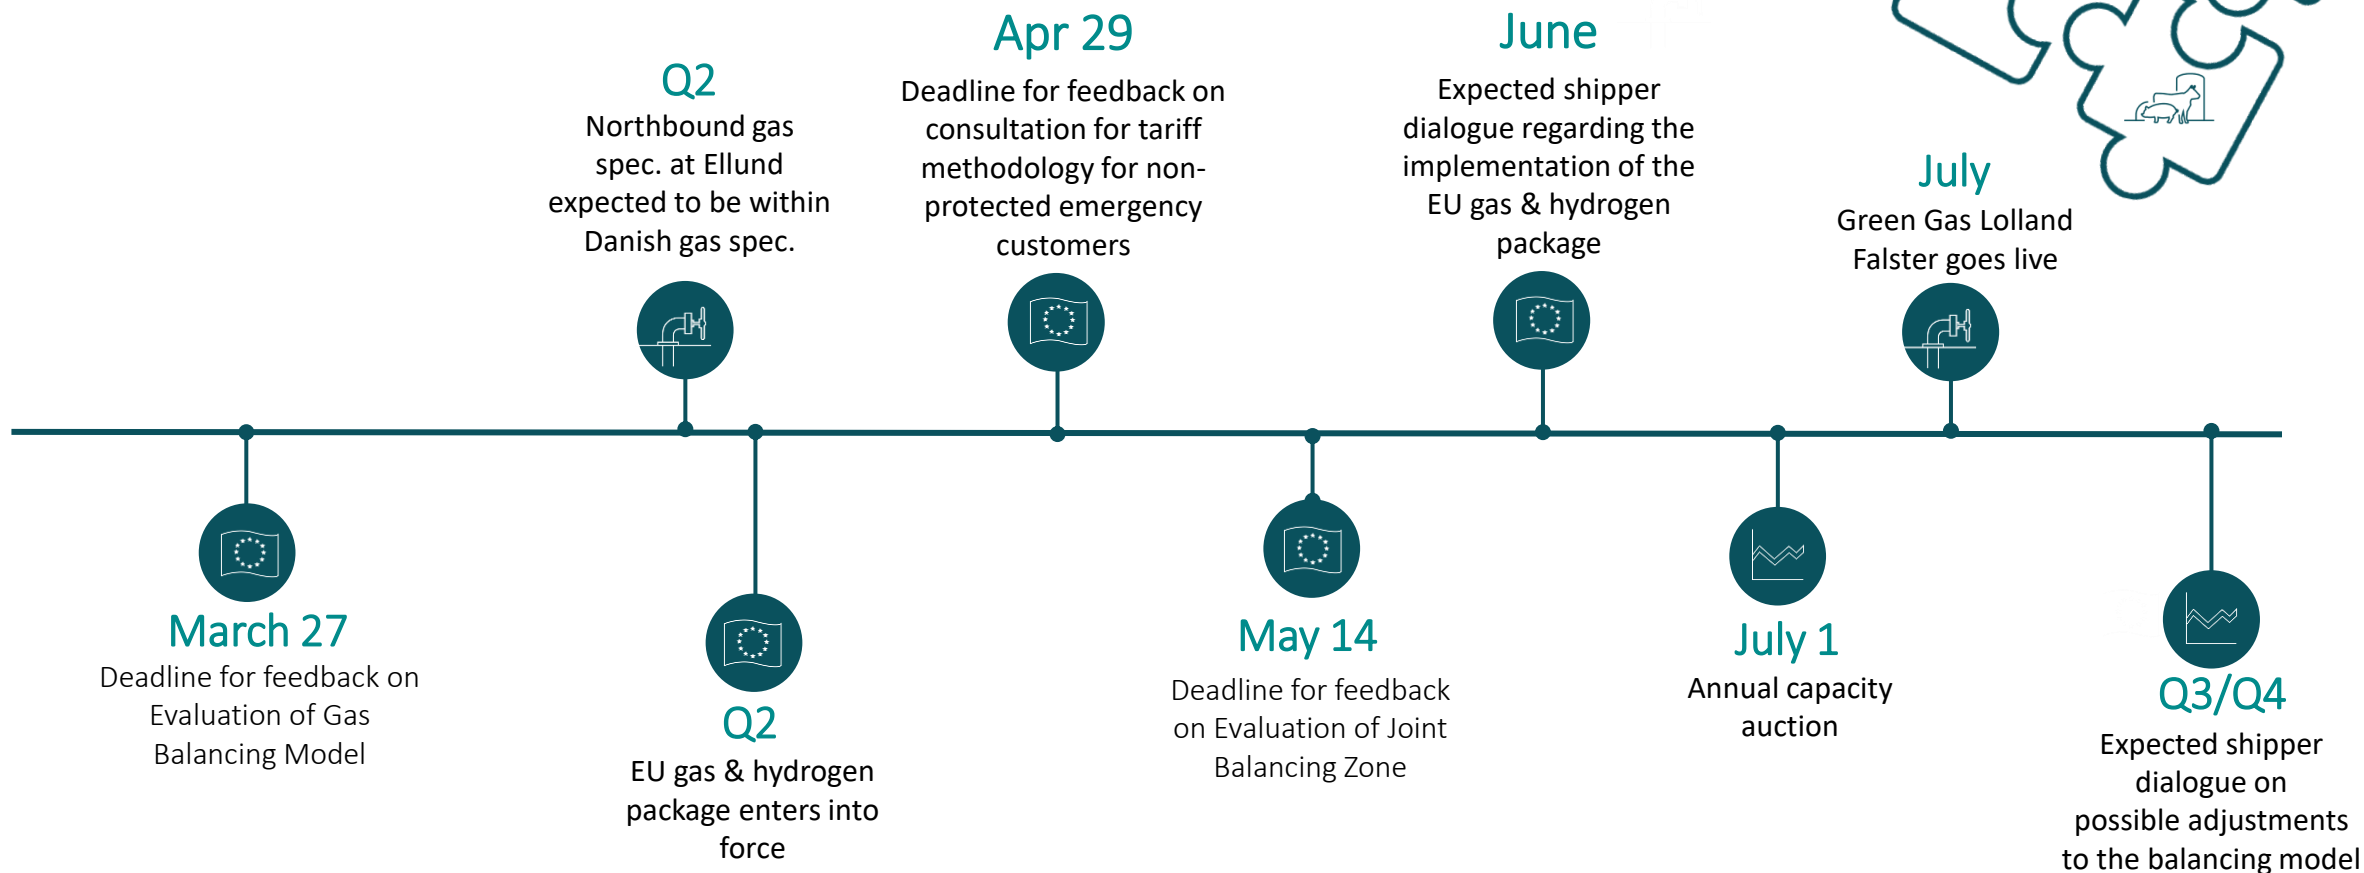 March 27
Deadline for feedback on
Evaluation of Gas
Balancing Model
Q2
Northbound gas
spec. at Ellund
expected to be within
Danish gas spec.
Q2
EU gas & hydrogen
package enters into
force
Apr 29
Deadline for feedback on
consultation for tariff
methodology for non-
protected emergency
customers
May 14
Deadline for feedback
on Evaluation of Joint
Balancing Zone
June
Expected shipper
dialogue regarding the
implementation of the
EU gas & hydrogen
package
July 1
Annual capacity
auction
July
Green Gas Lolland
Falster goes live
Q3/Q4
Expected shipper
dialogue on
possible adjustments
to the balancing model